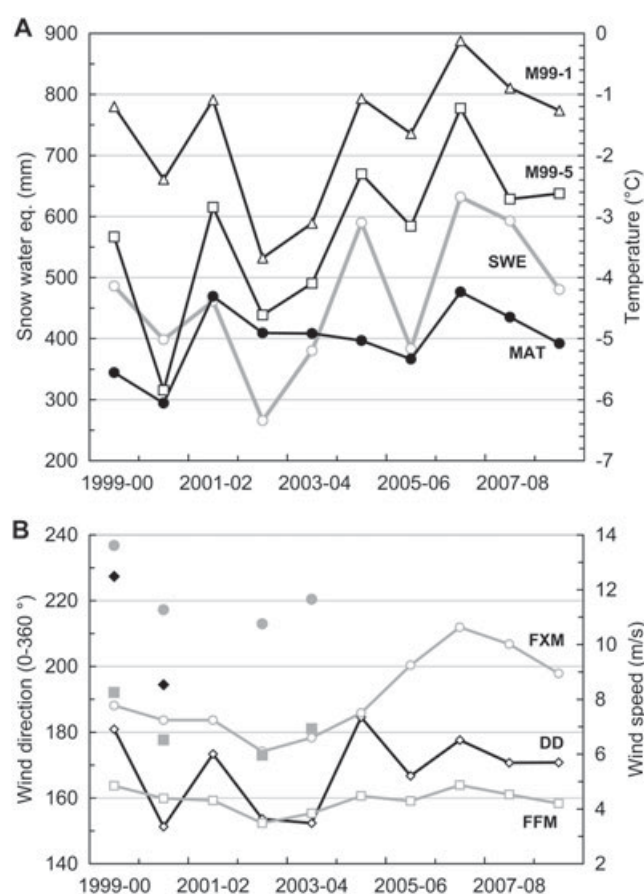 A
900
800
700
600
500
400
300
200
0
-1
-2
-3
-4
-5
-6
-7
Snow water eq. (mm)
Temperature (°C)
M99-1
M99-5
SWE
MAT
1999-00 2001-02 2003-04 2005-06 2007-08
B
240
220
200
180
160
140
14
12
10
8
6
4
2
Wind direction (0-360 °)
Wind speed (m/s)
FXM
DD
FFM
1999-00 2001-02 2003-04 2005-06 2007-08